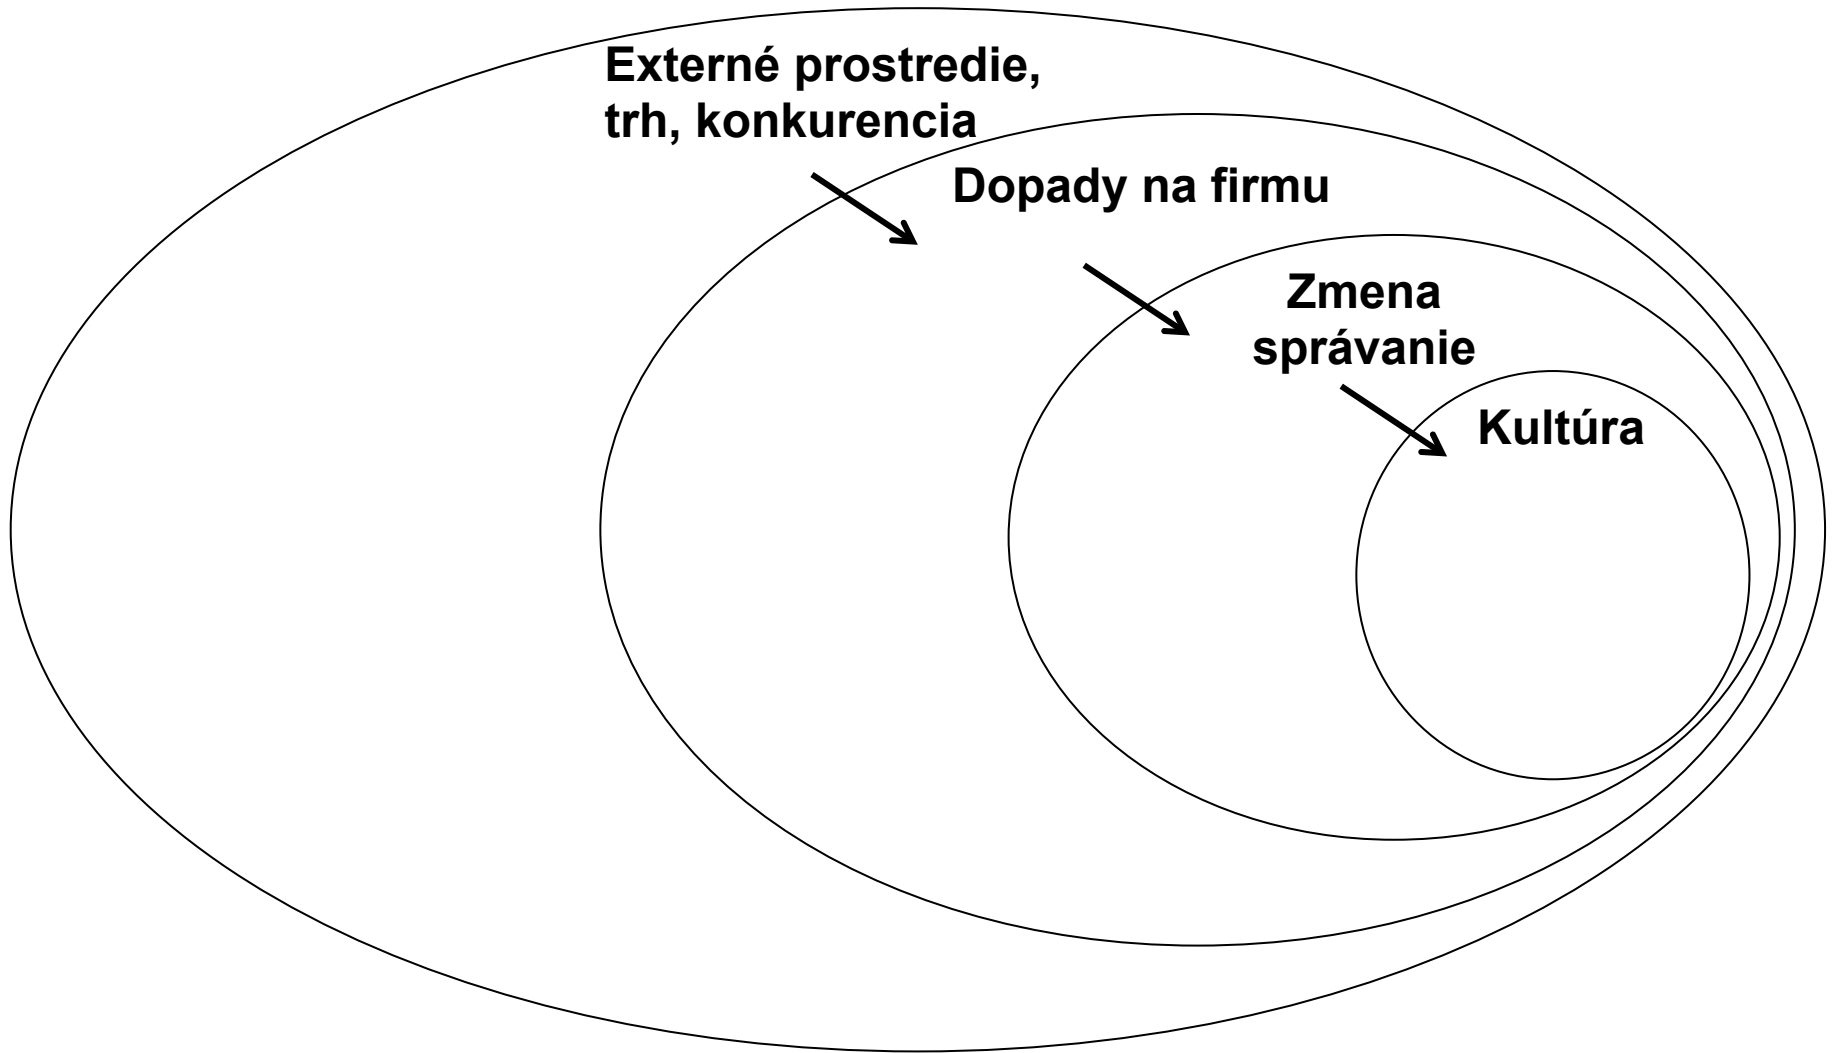 Externé prostredie,
trh, konkurencia
Dopady na firmu
Zmena
správanie
Kultúra